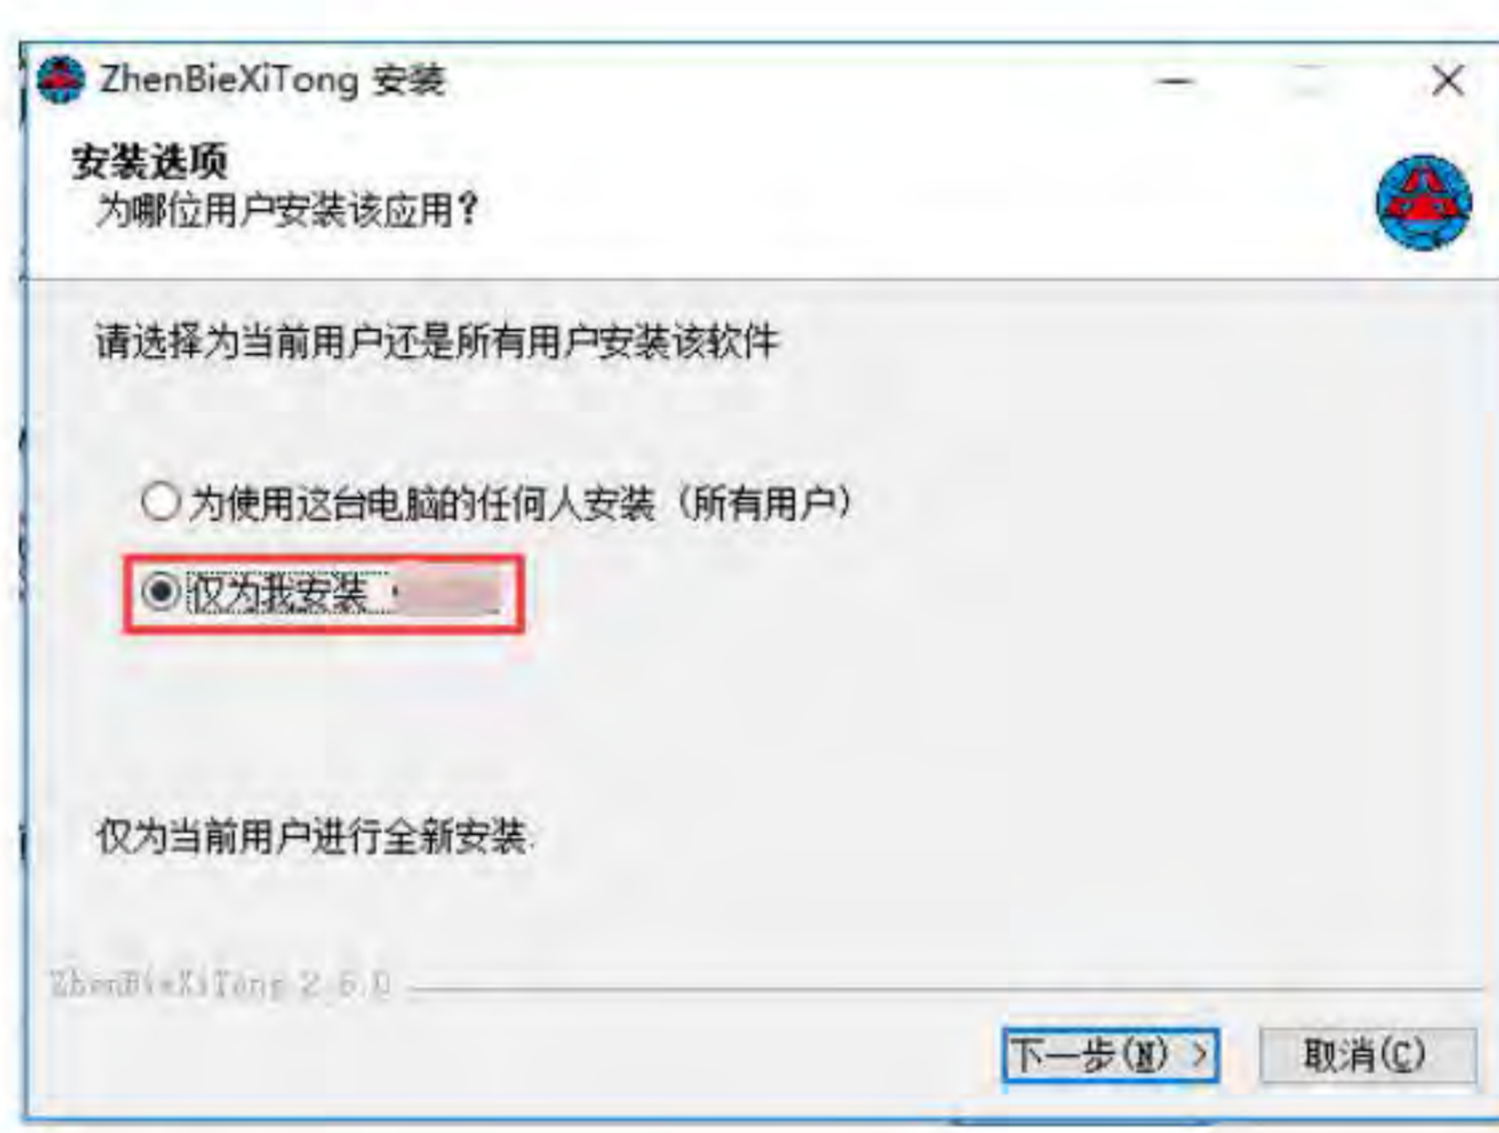 ZhenBieXiTong 安装
安装选项
为哪位用户安装该应用？
请选择为当前用户还是所有用户安装该软件
为使用这台电脑的任何人安装（所有用户）
仅为我安装
仅为当前用户进行全新安装.
ZhenBieXiTong
下一步(N) >
取消(C)